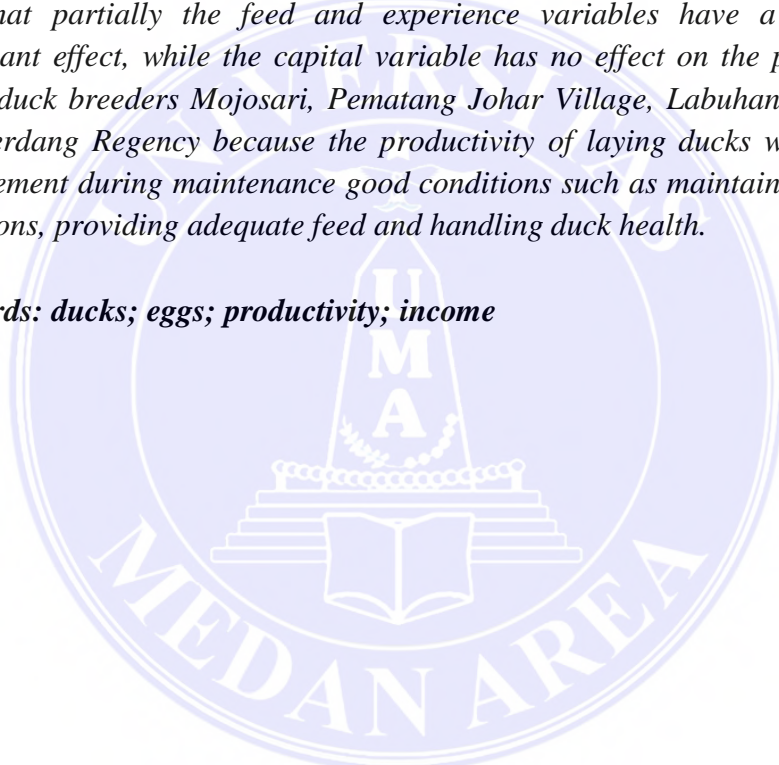 hat partially the feed and experience variables have a
ant effect, while the capital variable has no effect on the p
duck breeders Mojosari, Pematang Johar Village, Labuhan
erdang Regency because the productivity of laying ducks w
ement during maintenance good conditions such as maintain
ons, providing adequate feed and handling duck health.
rds: ducks; eggs; productivity; income
UNIVERSITAS
U
M
A
MEDAN AREA